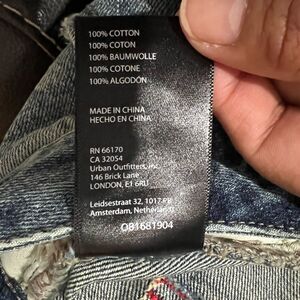 100% COTTON
100% COTON
100% BAUMWOLLE
100% COTONE
100% ALGODÓN
MADE IN CHINA
HECHO EN CHINA
RN 66170
CA 32054
Urban Outfitters, Inc.
146 Brick Lane
LONDON, E1 6RU
Leidsestraat 32, 1017 PB
Amsterdam, Netherlands
OB1681904